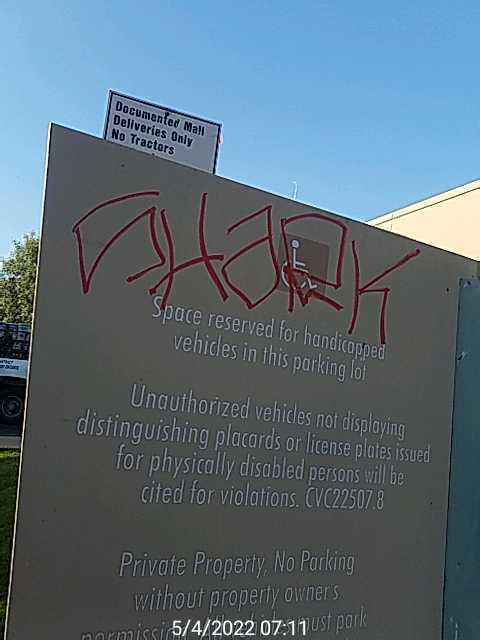 Documented Mail
Deliveries Only
No Tractors
SHARK
Space reserved for handicapped
vehicles in this parking lot
Unauthorized vehicles not displaying
distinguishing placards or license plates issued
for physically disabled persons will be
cited for violations. CVC22507.8
Private Property, No Parking
without property owner's
must park
5/4/2022 07:11